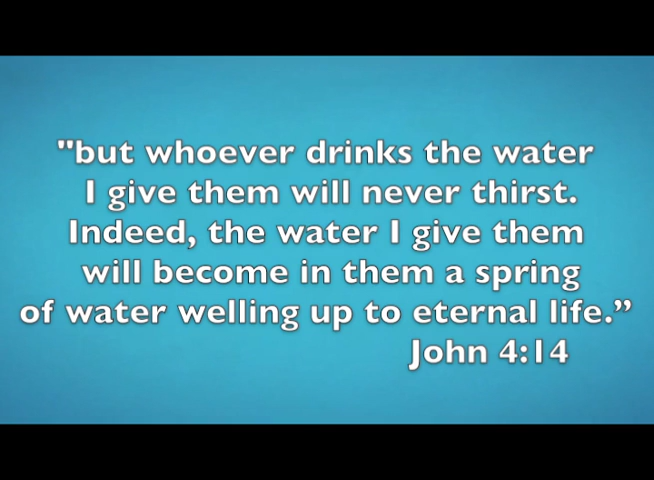 "but whoever drinks the water
I give them will never thirst.
Indeed, the water I give them
will become in them a spring
of water welling up to eternal life.”
John 4:14